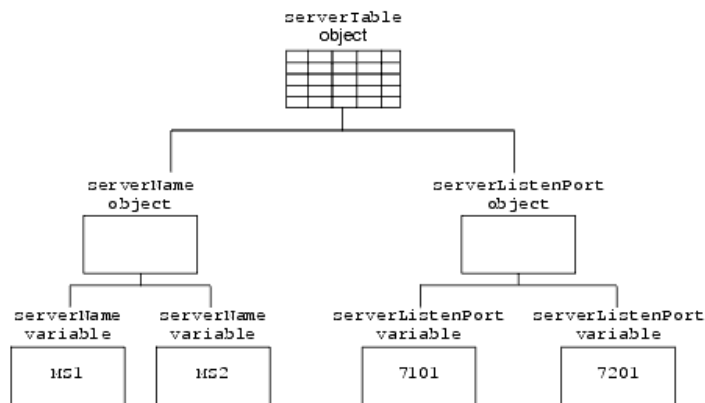 serverTable
object
serverName
object
serverListenPort
object
serverName
variable
serverName
variable
serverListenPort
variable
serverListenPort
variable
MS1
MS2
7101
7201